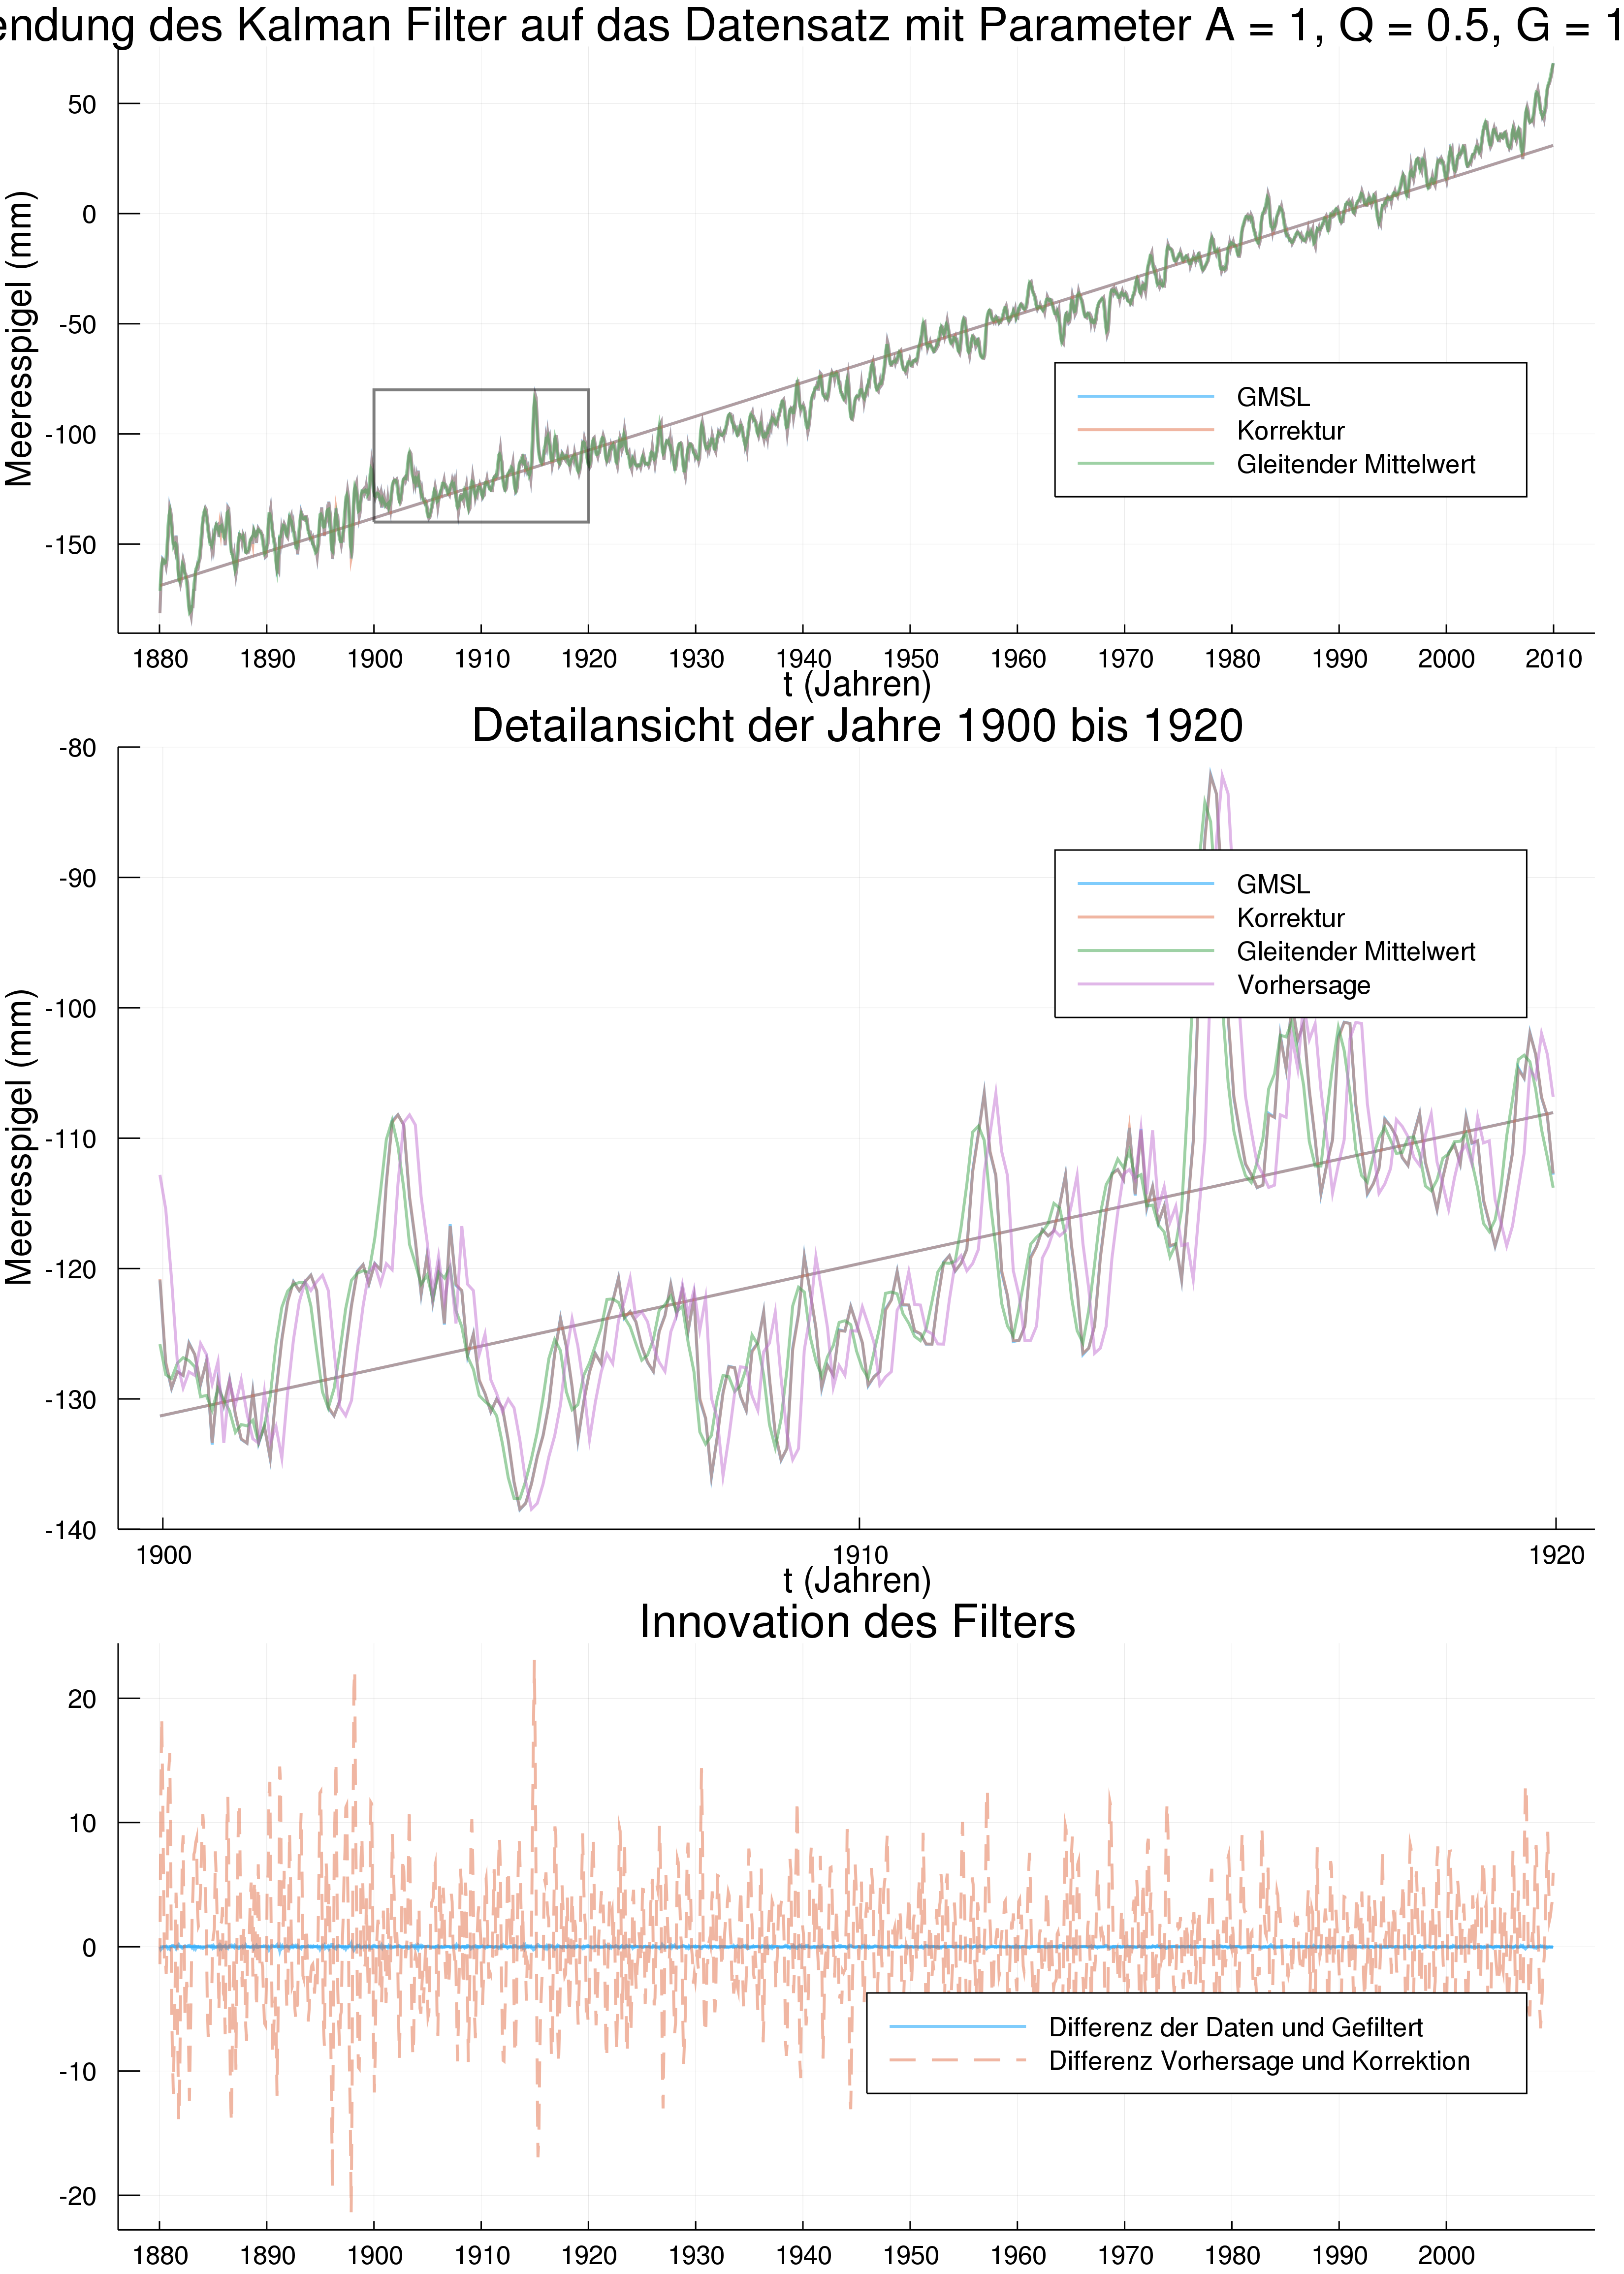 endung des Kalman Filter auf das Datensatz mit Parameter A = 1, Q = 0.5, G = 1
Meeresspigel (mm)
50
0
-50
-100
-150
GMSL
Korrektur
Gleitender Mittelwert
1880 1890 1900 1910 1920 1930 1940 1950 1960 1970 1980 1990 2000 2010
t (Jahren)
Detailansicht der Jahre 1900 bis 1920
Meeresspigel (mm)
-80
-90
-100
-110
-120
-130
-140
GMSL
Korrektur
Gleitender Mittelwert
Vorhersage
1900 1910 1920
t (Jahren)
Innovation des Filters
20
10
0
-10
-20
Differenz der Daten und Gefiltert
Differenz Vorhersage und Korrektion
1880 1890 1900 1910 1920 1930 1940 1950 1960 1970 1980 1990 2000